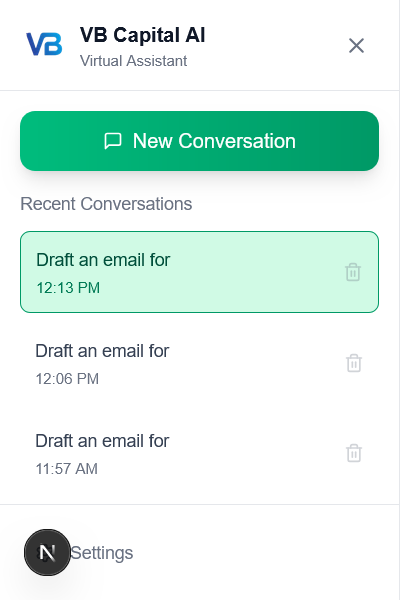 VB
VB Capital AI
Virtual Assistant
New Conversation
Recent Conversations
Draft an email for
12:13 PM
Draft an email for
12:06 PM
Draft an email for
11:57 AM
N
Settings